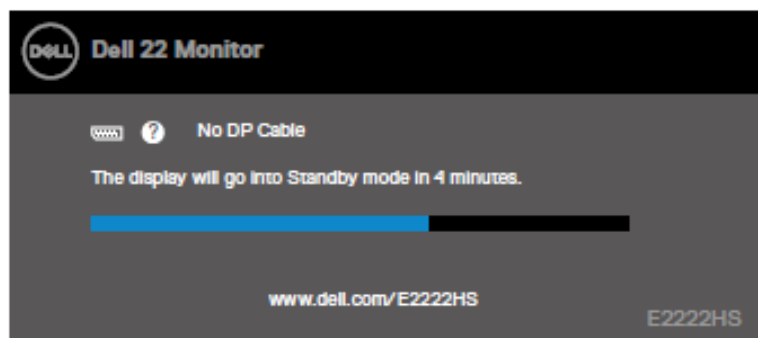 DELL Dell 22 Monitor
? No DP Cable
The display will go into Standby mode in 4 minutes.
www.dell.com/E2222HS
E2222HS